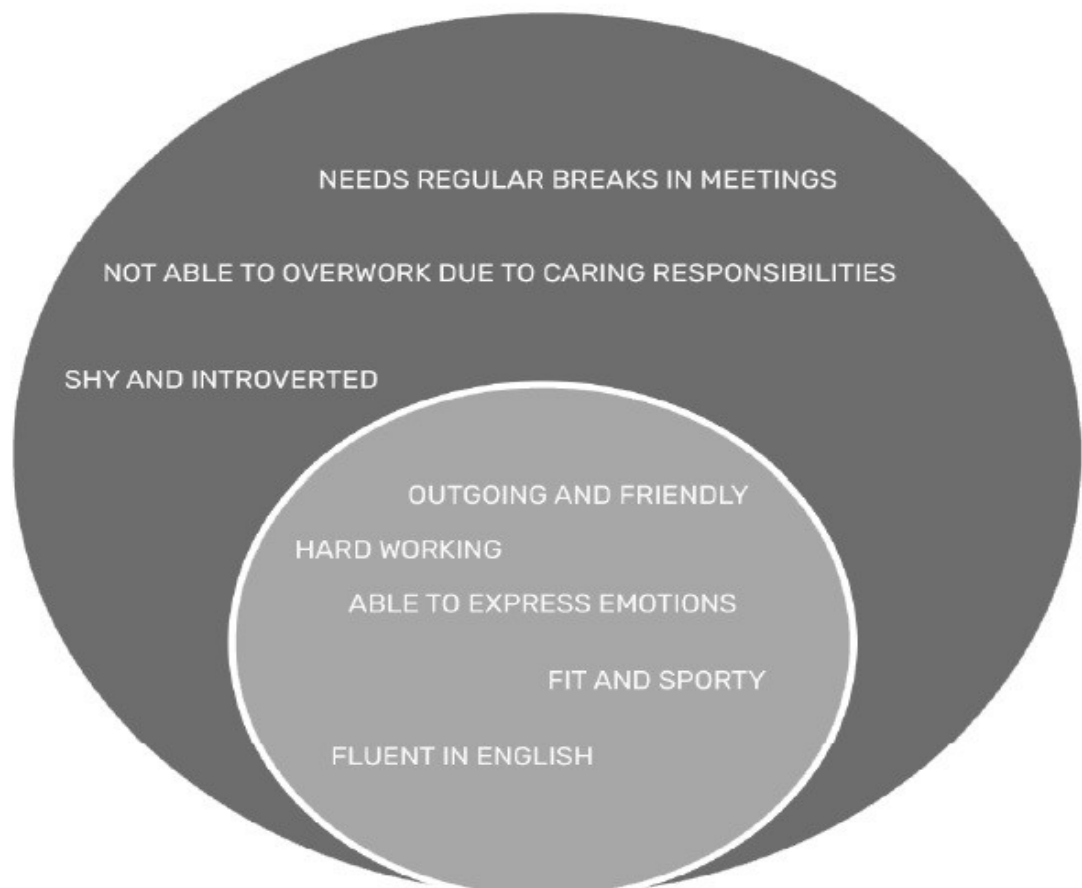 NEEDS REGULAR BREAKS IN MEETINGS
NOT ABLE TO OVERWORK DUE TO CARING RESPONSIBILITIES
SHY AND INTROVERTED
OUTGOING AND FRIENDLY
HARD WORKING
ABLE TO EXPRESS EMOTIONS
FIT AND SPORTY
FLUENT IN ENGLISH